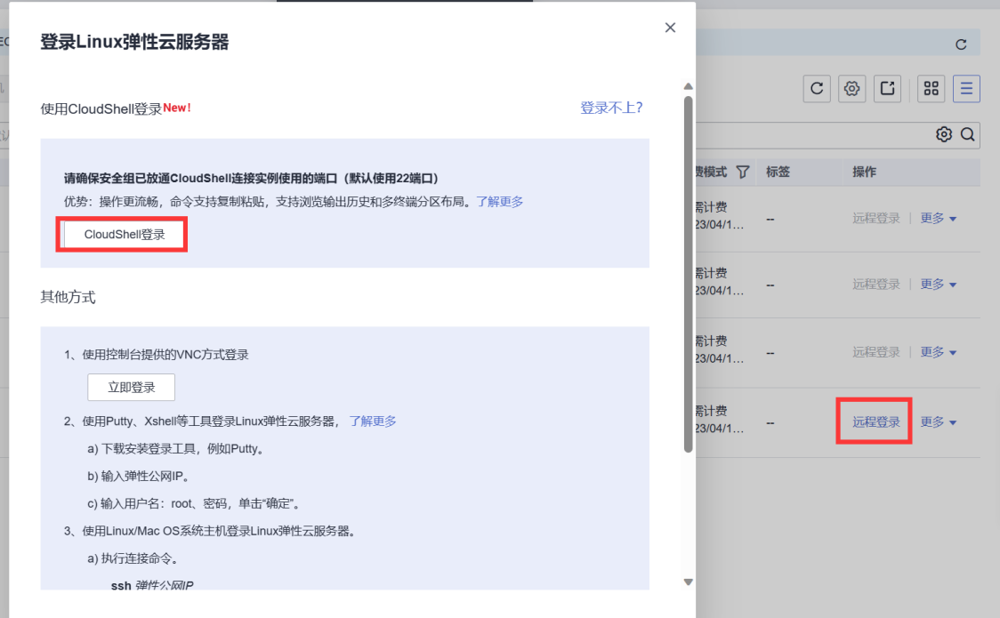 登录Linux弹性云服务器
使用CloudShell登录New!
登录不上?
请确保安全组已放通CloudShell连接实例使用的端口（默认使用22端口）
优势：操作更流畅，命令支持复制粘贴，支持浏览输出历史和多终端分区布局。了解更多
CloudShell登录
其他方式
1、使用控制台提供的VNC方式登录
立即登录
2、使用Putty、Xshell等工具登录Linux弹性云服务器，了解更多
a) 下载安装登录工具，例如Putty。
b) 输入弹性公网IP。
c) 输入用户名：root、密码，单击“确定”。
3、使用Linux/Mac OS系统主机登录Linux弹性云服务器。
a) 执行连接命令。
ssh 弹性公网IP
费模式 标签 操作
需计费
23/04/1... -- 远程登录 | 更多
需计费
23/04/1... -- 远程登录 | 更多
需计费
23/04/1... -- 远程登录 | 更多
需计费
23/04/1... -- 远程登录 更多